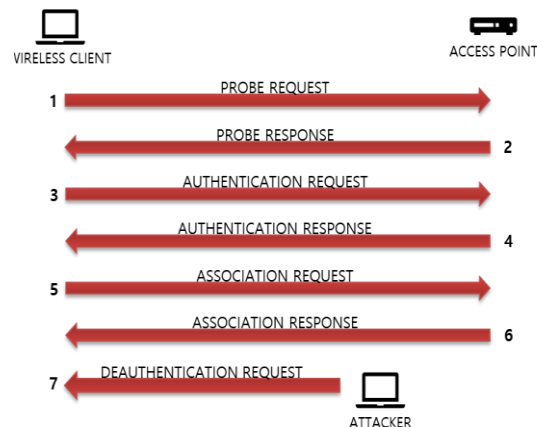 WIRELESS CLIENT
ACCESS POINT
PROBE REQUEST
1
PROBE RESPONSE
2
AUTHENTICATION REQUEST
3
AUTHENTICATION RESPONSE
4
ASSOCIATION REQUEST
5
ASSOCIATION RESPONSE
6
DEAUTHENTICATION REQUEST
7
ATTACKER